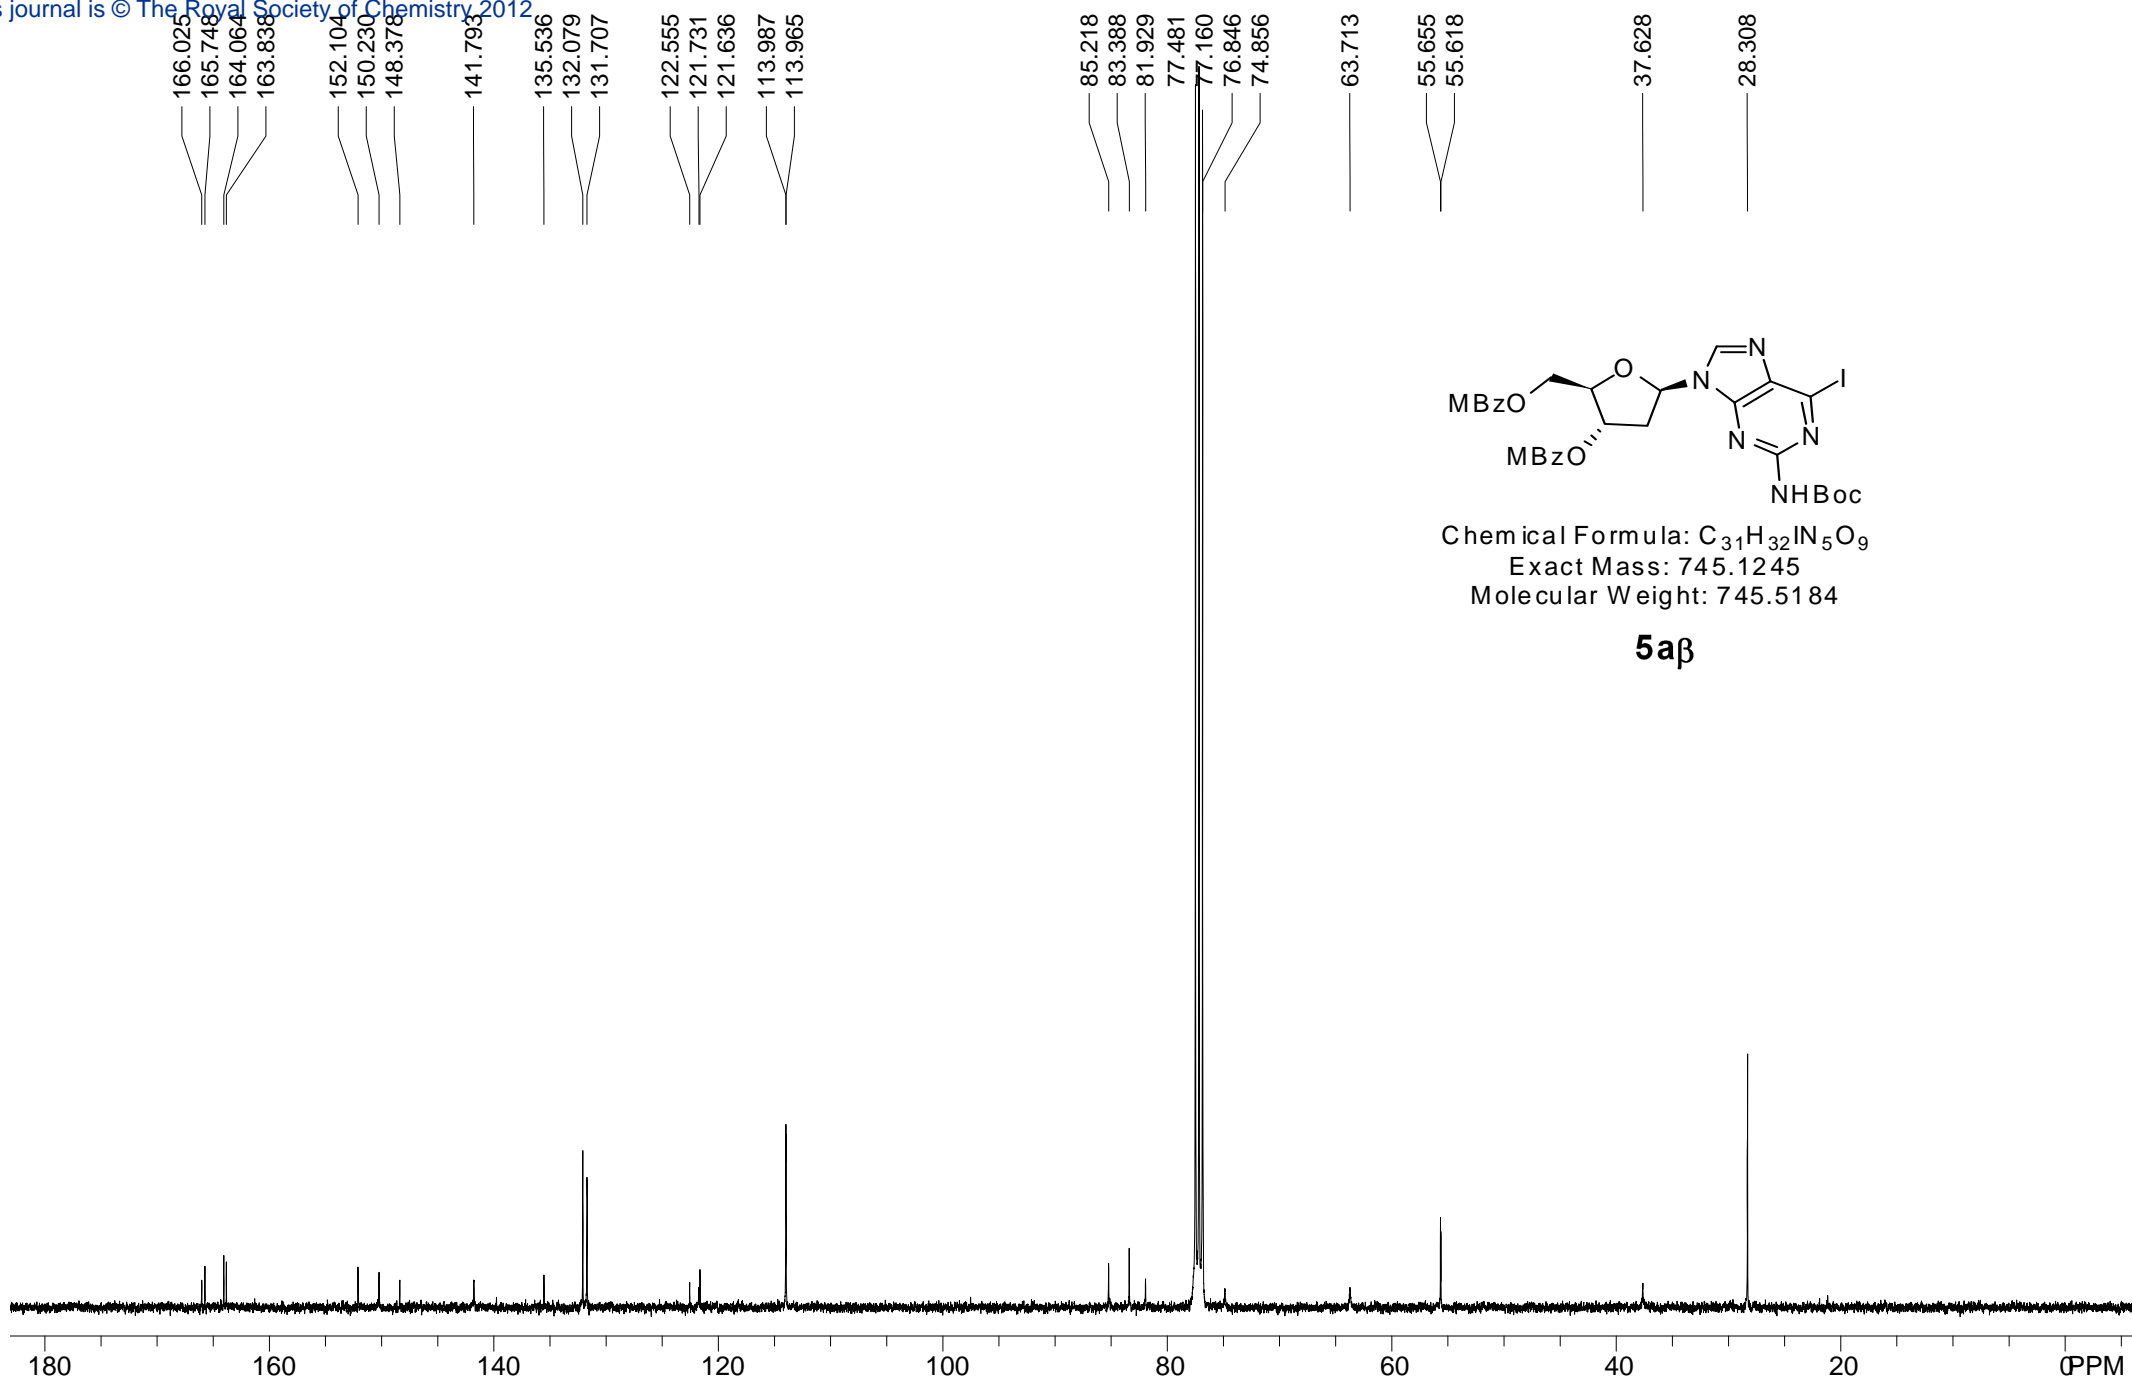 s journal is © The Royal Society of Chemistry 2012
166.025
165.748
164.064
163.838
152.104
150.230
148.378
141.793
135.536
132.079
131.707
122.555
121.731
121.636
113.987
113.965
85.218
83.388
81.929
77.481
77.160
76.846
74.856
63.713
55.655
55.618
37.628
28.308
N
O
N
I
MBzO
N
N
MBzO
NHBoc
Chemical Formula: C31H32IN5O9
Exact Mass: 745.1245
Molecular Weight: 745.5184
5aβ
180 160 140 120 100 80 60 40 20 0 PPM